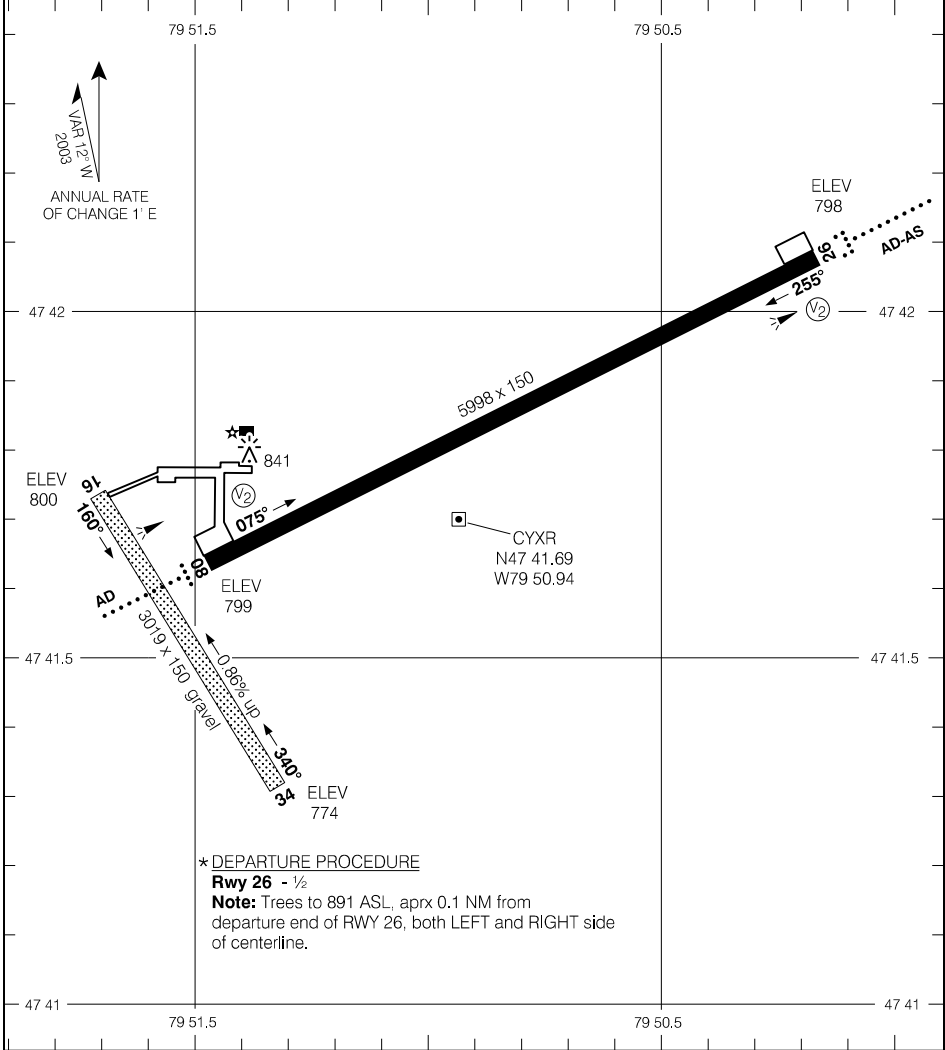 79 51.5
79 50.5
VAR 12° W
2003
ANNUAL RATE
OF CHANGE 1' E
ELEV
798
AD-AS
26
255°
V2
47 42
47 42
5998 x 150
841
ELEV
800
16
160°
V2
075°
CYXR
N47 41.69
W79 50.94
08
ELEV
799
AD
3019 x 150 gravel
0.86% up
47 41.5
47 41.5
340°
34
ELEV
774
* DEPARTURE PROCEDURE
Rwy 26 - ½
Note: Trees to 891 ASL, aprx 0.1 NM from
departure end of RWY 26, both LEFT and RIGHT side
of centerline.
47 41
47 41
79 51.5
79 50.5